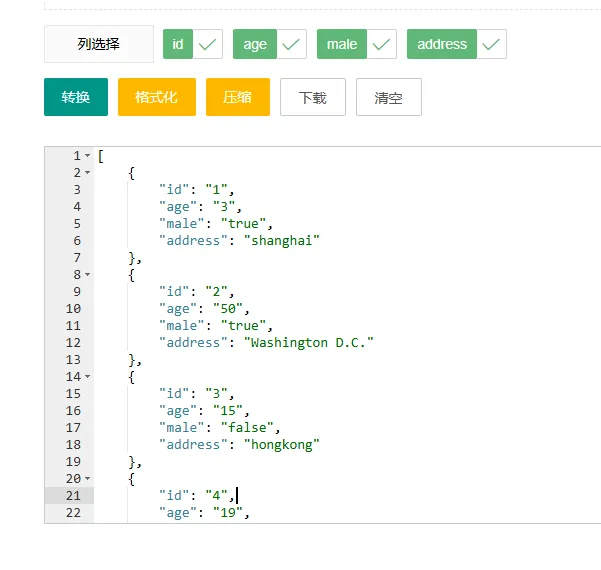 列选择 id age male address
转换 格式化 压缩 下载 清空
1 [
2 {
3 "id": "1",
4 "age": "3",
5 "male": "true",
6 "address": "shanghai"
7 },
8 {
9 "id": "2",
10 "age": "50",
11 "male": "true",
12 "address": "Washington D.C."
13 },
14 {
15 "id": "3",
16 "age": "15",
17 "male": "false",
18 "address": "hongkong"
19 },
20 {
21 "id": "4",
22 "age": "19",